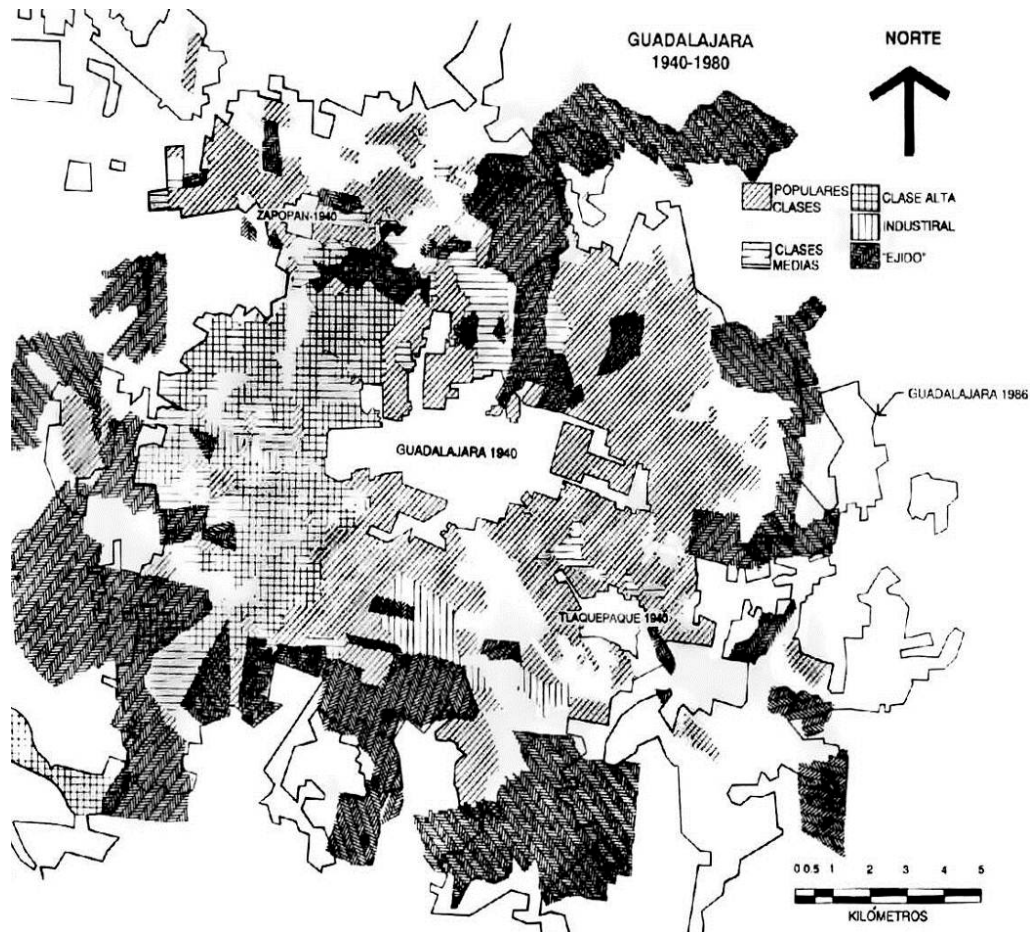 GUADALAJARA
1940-1980
NORTE
POPULARES
CLASES
CLASE ALTA
INDUSTIRAL
CLASES
MEDIAS
"EJIDO"
ZAPOPAN-1940
GUADALAJARA 1986
GUADALAJARA 1940
TLAQUEPAQUE 1940
0 0.5 1 2 3 4 5
KILÓMETROS